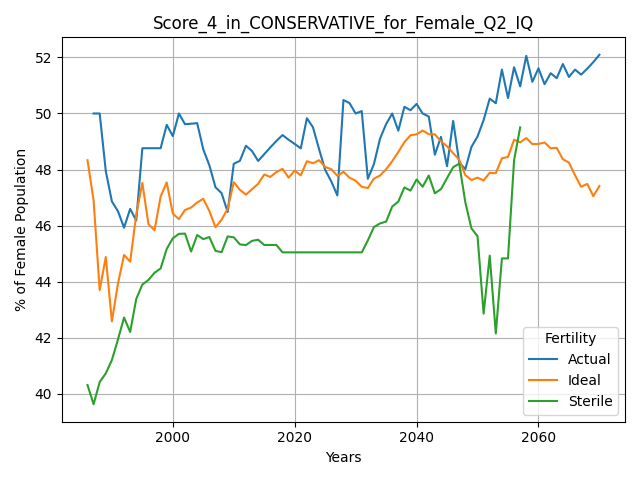 Score_4_in_CONSERVATIVE_for_Female_Q2_IQ
% of Female Population
52
50
48
46
44
42
40
2000
2020
2040
2060
Years
Fertility
Actual
Ideal
Sterile